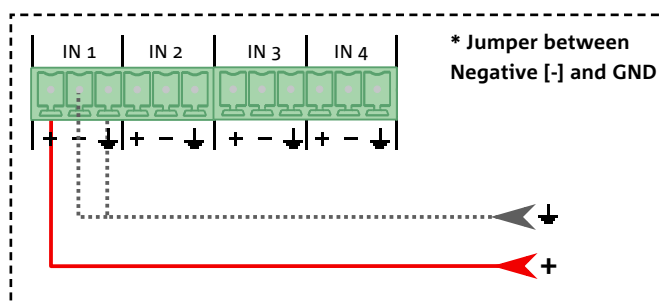 IN 1 IN 2 IN 3 IN 4
* Jumper between
Negative [-] and GND
+ − ⏚ + − ⏚ + − ⏚ + − ⏚
⏚
+